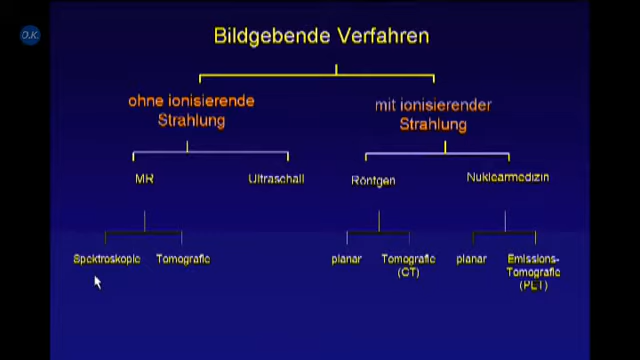 O.K.
Bildgebende Verfahren
ohne ionisierende
Strahlung
mit ionisierender
Strahlung
MR
Ultraschall
Röntgen
Nuklearmedizin
Spektroskopie
Tomografie
planar
Tomografie
(CT)
planar
Emissions-
Tomografie
(PET)